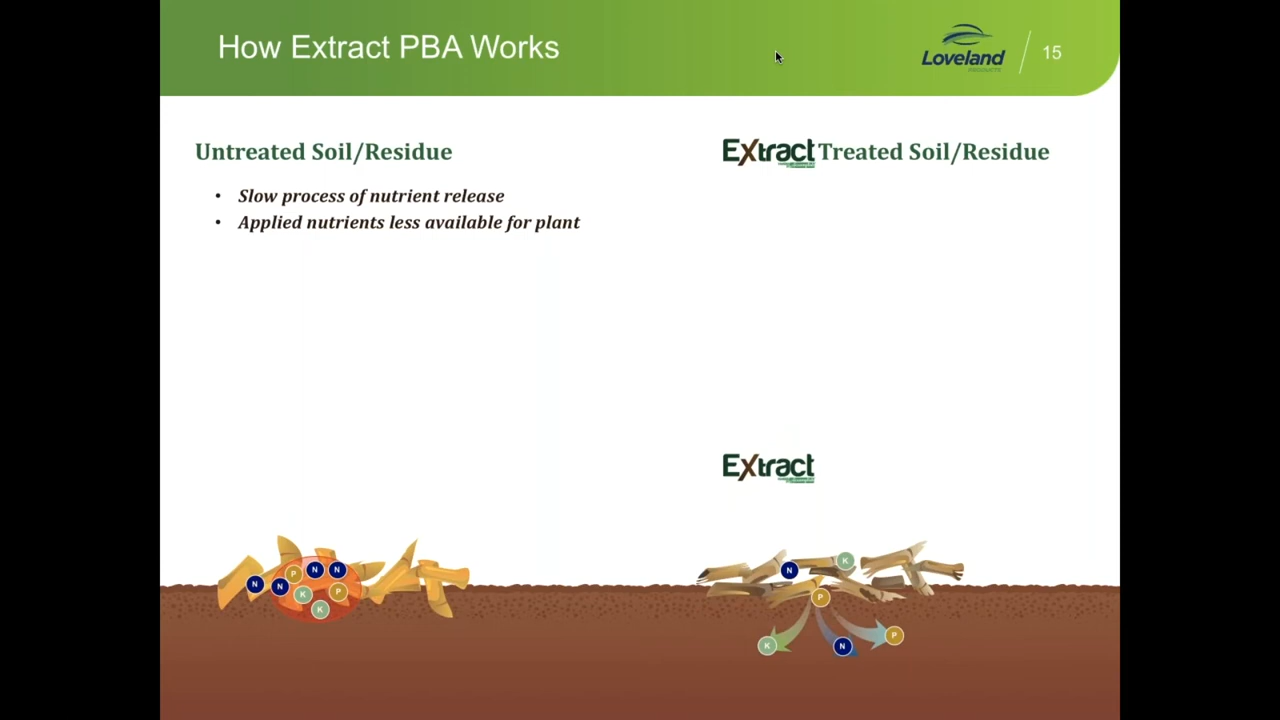 How Extract PBA Works
Loveland
PRODUCTS
15
Untreated Soil/Residue
• Slow process of nutrient release
• Applied nutrients less available for plant
Extract Treated Soil/Residue
Extract
N
N
P
N
N
K
P
K
N
K
P
K
N
P